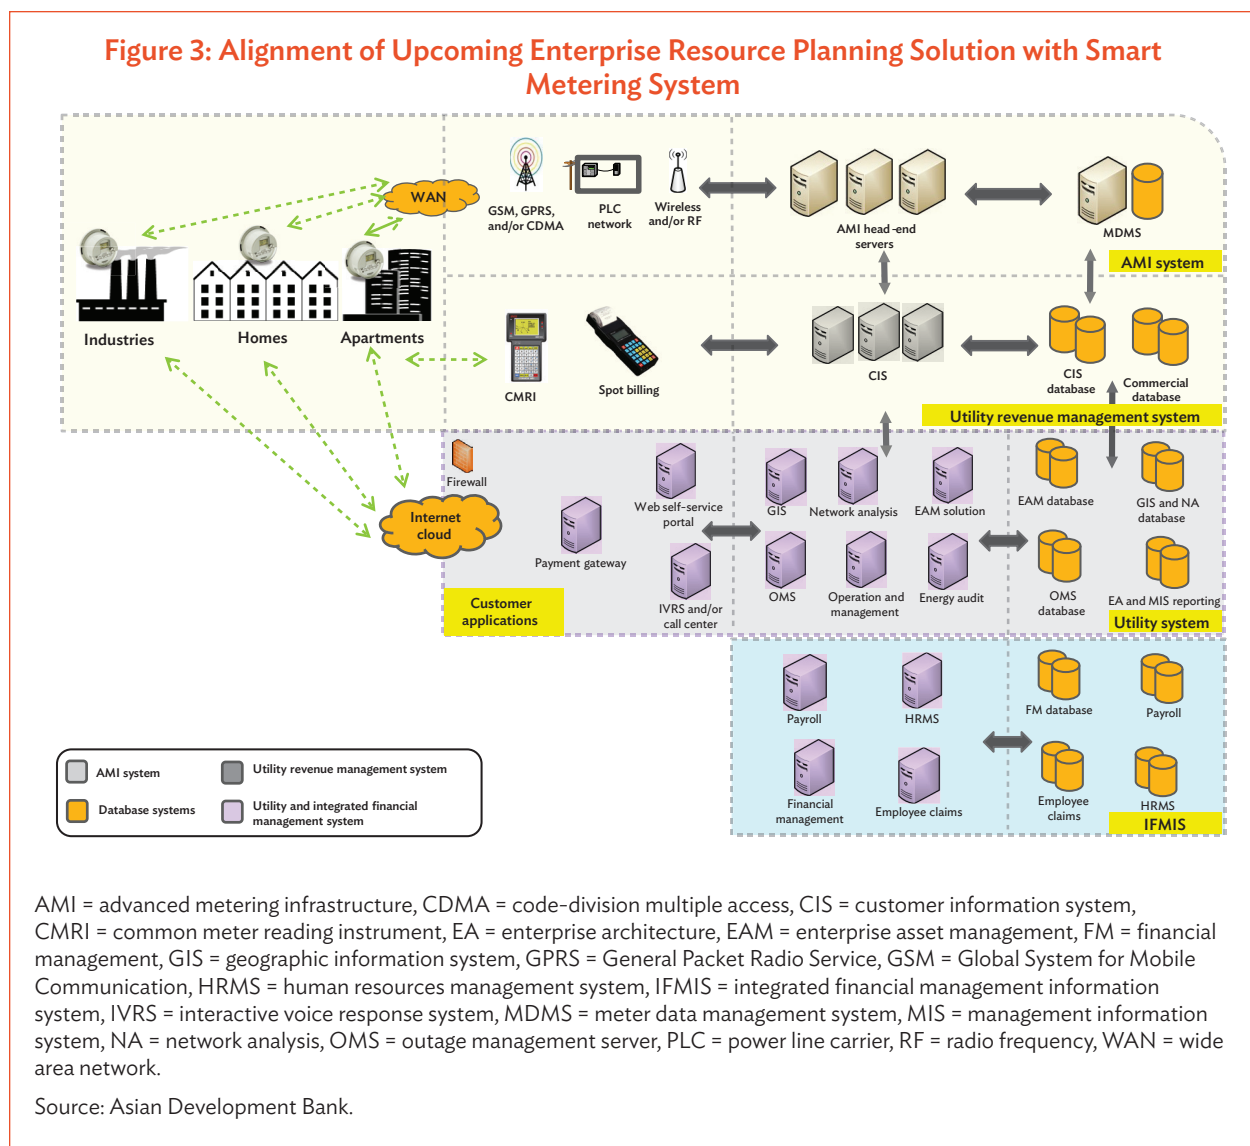 Figure 3: Alignment of Upcoming Enterprise Resource Planning Solution with Smart
Metering System
WAN
GSM, GPRS,
and/or CDMA
PLC
network
Wireless
and/or RF
AMI head-end
servers
MDMS
AMI system
Industries
Homes
Apartments
CMRI
Spot billing
CIS
CIS
database
Commercial
database
Utility revenue management system
Firewall
Internet
cloud
Web self-service
portal
Payment gateway
IVRS and/or
call center
Customer
applications
GIS
Network analysis
EAM solution
OMS
Operation and
management
Energy audit
EAM database
GIS and NA
database
OMS
database
EA and MIS reporting
Utility system
Payroll
HRMS
Financial
management
Employee claims
FM database
Payroll
Employee
claims
HRMS
IFMIS
AMI system
Utility revenue management system
Database systems
Utility and integrated financial
management system
AMI = advanced metering infrastructure, CDMA = code-division multiple access, CIS = customer information system,
CMRI = common meter reading instrument, EA = enterprise architecture, EAM = enterprise asset management, FM = financial
management, GIS = geographic information system, GPRS = General Packet Radio Service, GSM = Global System for Mobile
Communication, HRMS = human resources management system, IFMIS = integrated financial management information
system, IVRS = interactive voice response system, MDMS = meter data management system, MIS = management information
system, NA = network analysis, OMS = outage management server, PLC = power line carrier, RF = radio frequency, WAN = wide
area network.
Source: Asian Development Bank.